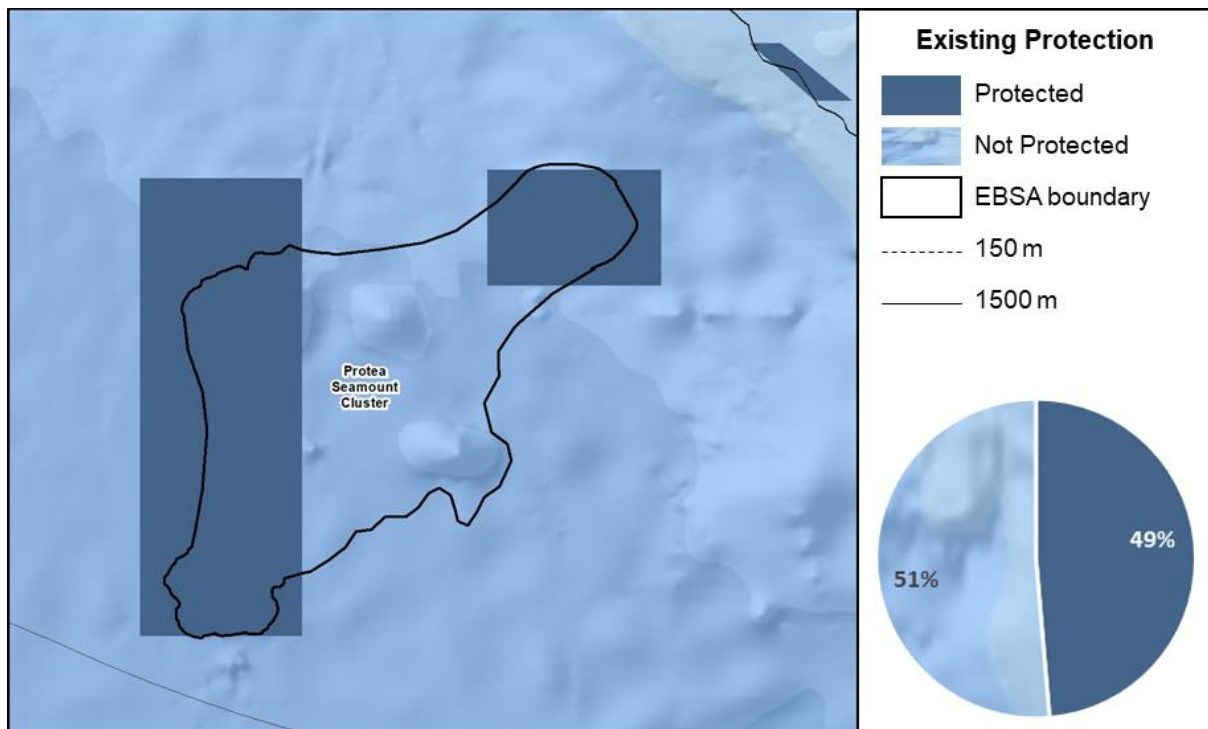 Protea
Seamount
Cluster
Existing Protection
Protected
Not Protected
EBSA boundary
150 m
1500 m
49%
51%